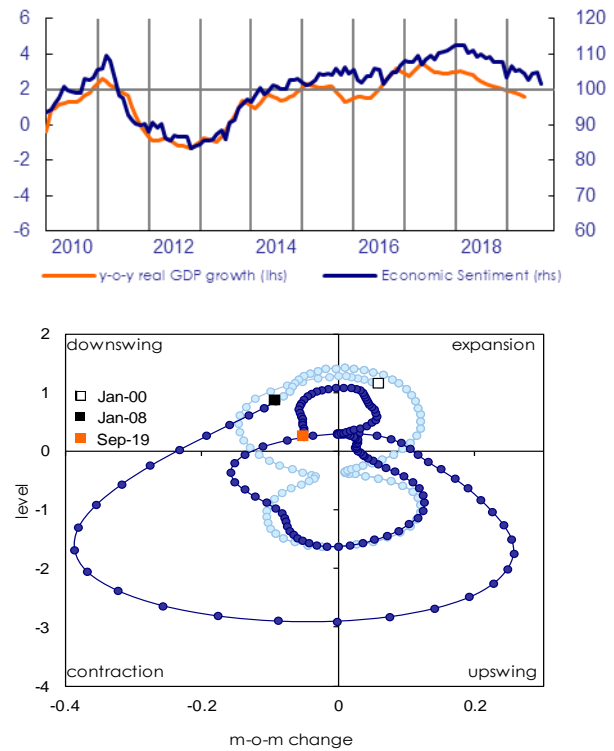 6 120
4 110
2 100
0 90
-2 80
-4 70
-6 60
2010 2012 2014 2016 2018
y-o-y real GDP growth (lhs) Economic Sentiment (rhs)
2
downswing expansion
1
Jan-00
Jan-08
Sep-19
0
level
-1
-2
-3
contraction upswing
-4
-0.4 -0.2 0 0.2
m-o-m change